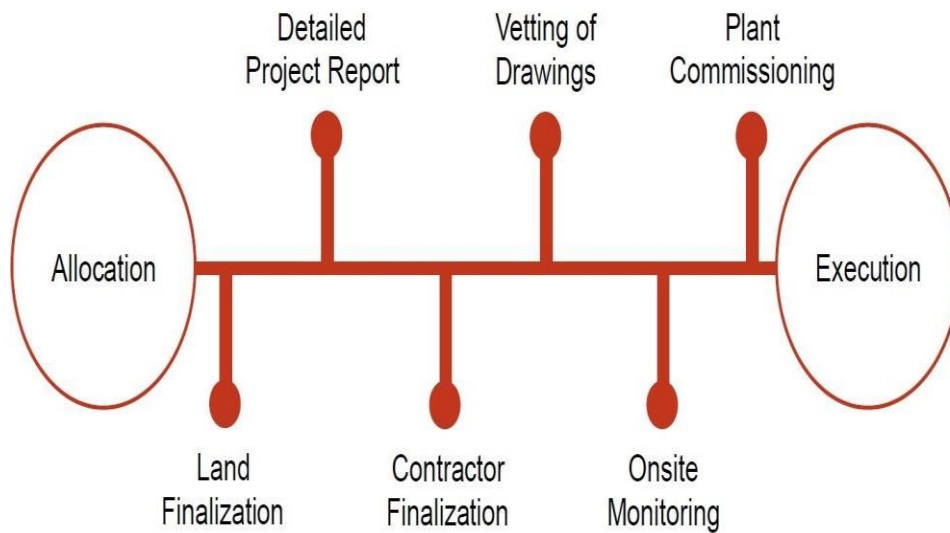 Detailed
Project Report
Vetting of
Drawings
Plant
Commissioning
Allocation
Execution
Land
Finalization
Contractor
Finalization
Onsite
Monitoring